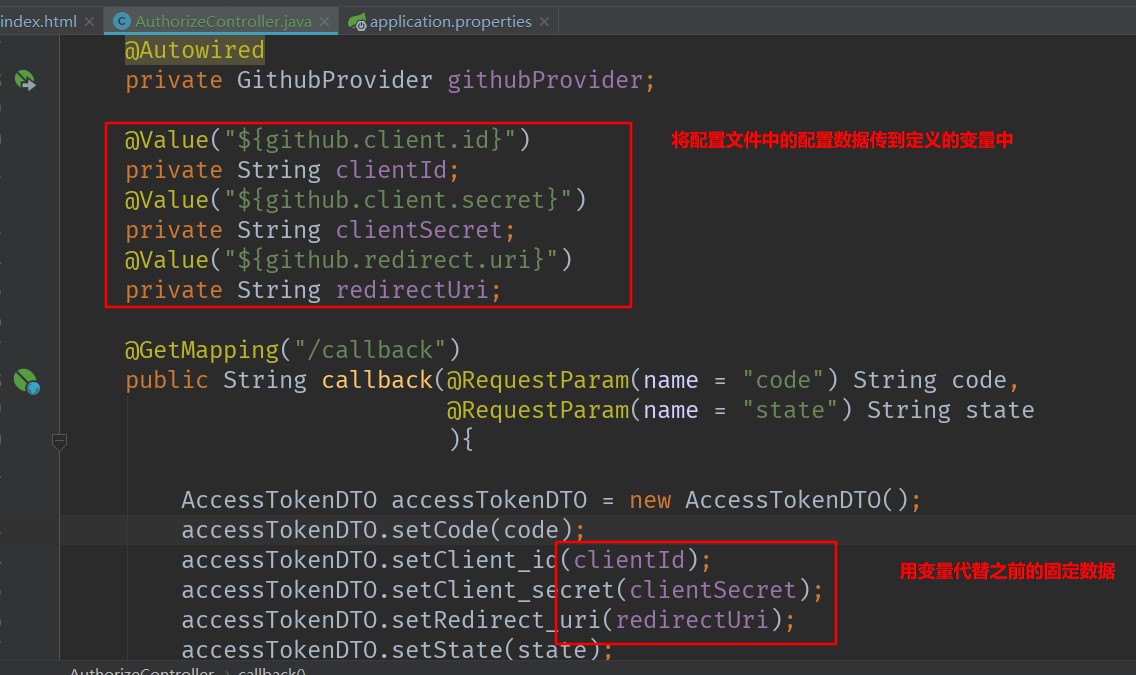 index.html
AuthorizeController.java
application.properties
@Autowired
private GithubProvider githubProvider;
@Value("${github.client.id}")
将配置文件中的配置数据传到定义的变量中
private String clientId;
@Value("${github.client.secret}")
private String clientSecret;
@Value("${github.redirect.uri}")
private String redirectUri;
@GetMapping("/callback")
public String callback(@RequestParam(name = "code") String code,
@RequestParam(name = "state") String state
){
AccessTokenDTO accessTokenDTO = new AccessTokenDTO();
accessTokenDTO.setCode(code);
accessTokenDTO.setClient_id(clientId);
用变量代替之前的固定数据
accessTokenDTO.setClient_secret(clientSecret);
accessTokenDTO.setRedirect_uri(redirectUri);
accessTokenDTO.setState(state);
AuthorizeController > callback()